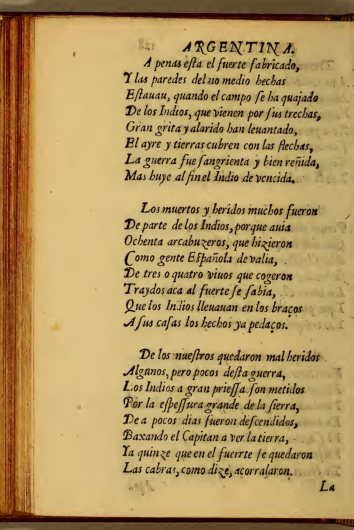 ARGENTINA.
A penas esta el fuerte fabricado,
Y las paredes del no medio hechas
Estauau, quando el campo se ha quajado
De los Indios, que vienen por sus trechas,
Gran grita y alarido han leuantado,
El ayre y tierras cubren con las flechas,
La guerra fue sangrienta y bien reñida,
Mas huye al fin el Indio de vencida.
Los muertos y heridos muchos fueron
De parte de los Indios, porque auia
Ochenta arcabuzeros, que hizieron
Como gente Española de valia,
De tres o quatro viuos que cogeron
Traydos aca al fuerte se sabia,
Que los Indios lleuauan en los braços
A sus casas los hechos ya pedaços.
De los nuestros quedaron mal heridos
Algunos, pero pocos desta guerra,
Los Indios a gran priessa son metidos
Por la espessura grande de la sierra,
De a pocos dias fueron descendidos,
Baxando el Capitan a ver la tierra,
Ya quinze que en el fuerrte se quedaron
Las cabras, como dize, acorralaron.
La